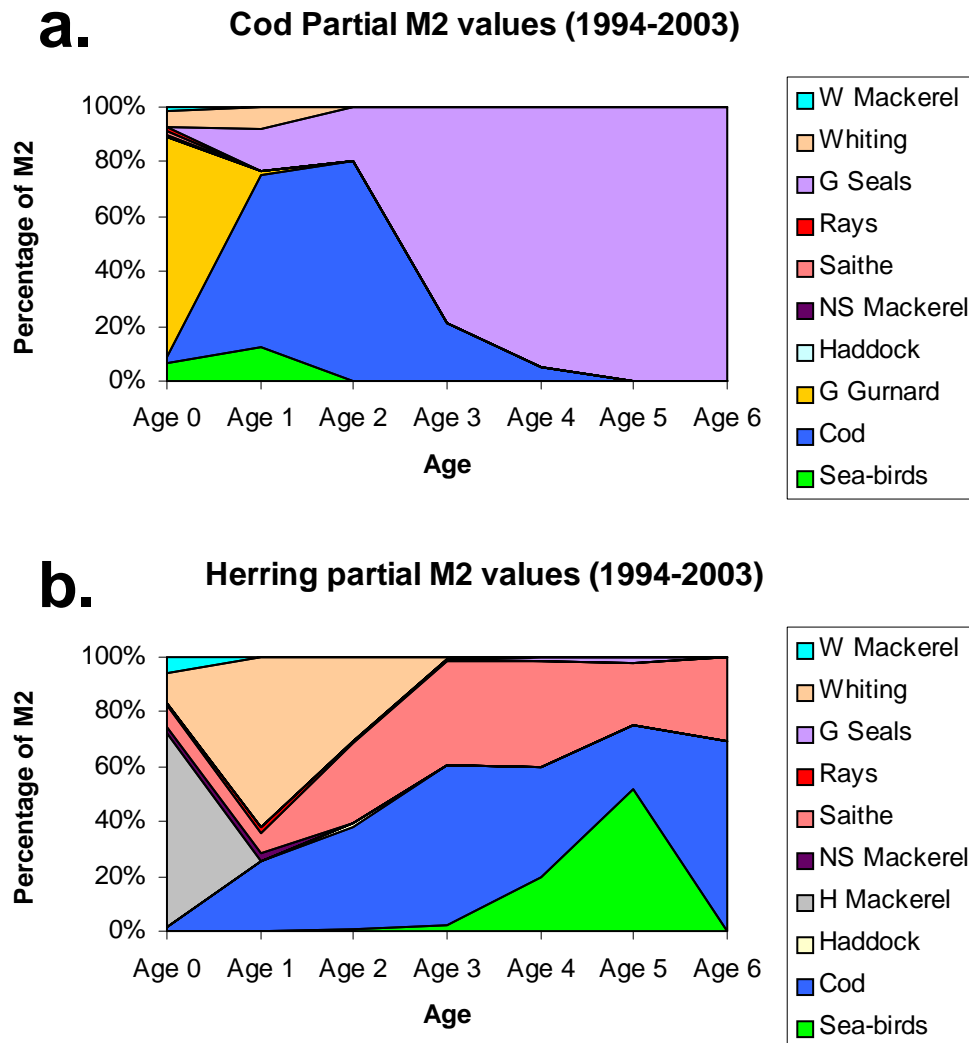 a.
Cod Partial M2 values (1994-2003)
Percentage of M2
100%
80%
60%
40%
20%
0%
Age 0 Age 1 Age 2 Age 3 Age 4 Age 5 Age 6
Age
W Mackerel
Whiting
G Seals
Rays
Saithe
NS Mackerel
Haddock
G Gurnard
Cod
Sea-birds
b.
Herring partial M2 values (1994-2003)
Percentage of M2
100%
80%
60%
40%
20%
0%
Age 0 Age 1 Age 2 Age 3 Age 4 Age 5 Age 6
Age
W Mackerel
Whiting
G Seals
Rays
Saithe
NS Mackerel
H Mackerel
Haddock
Cod
Sea-birds